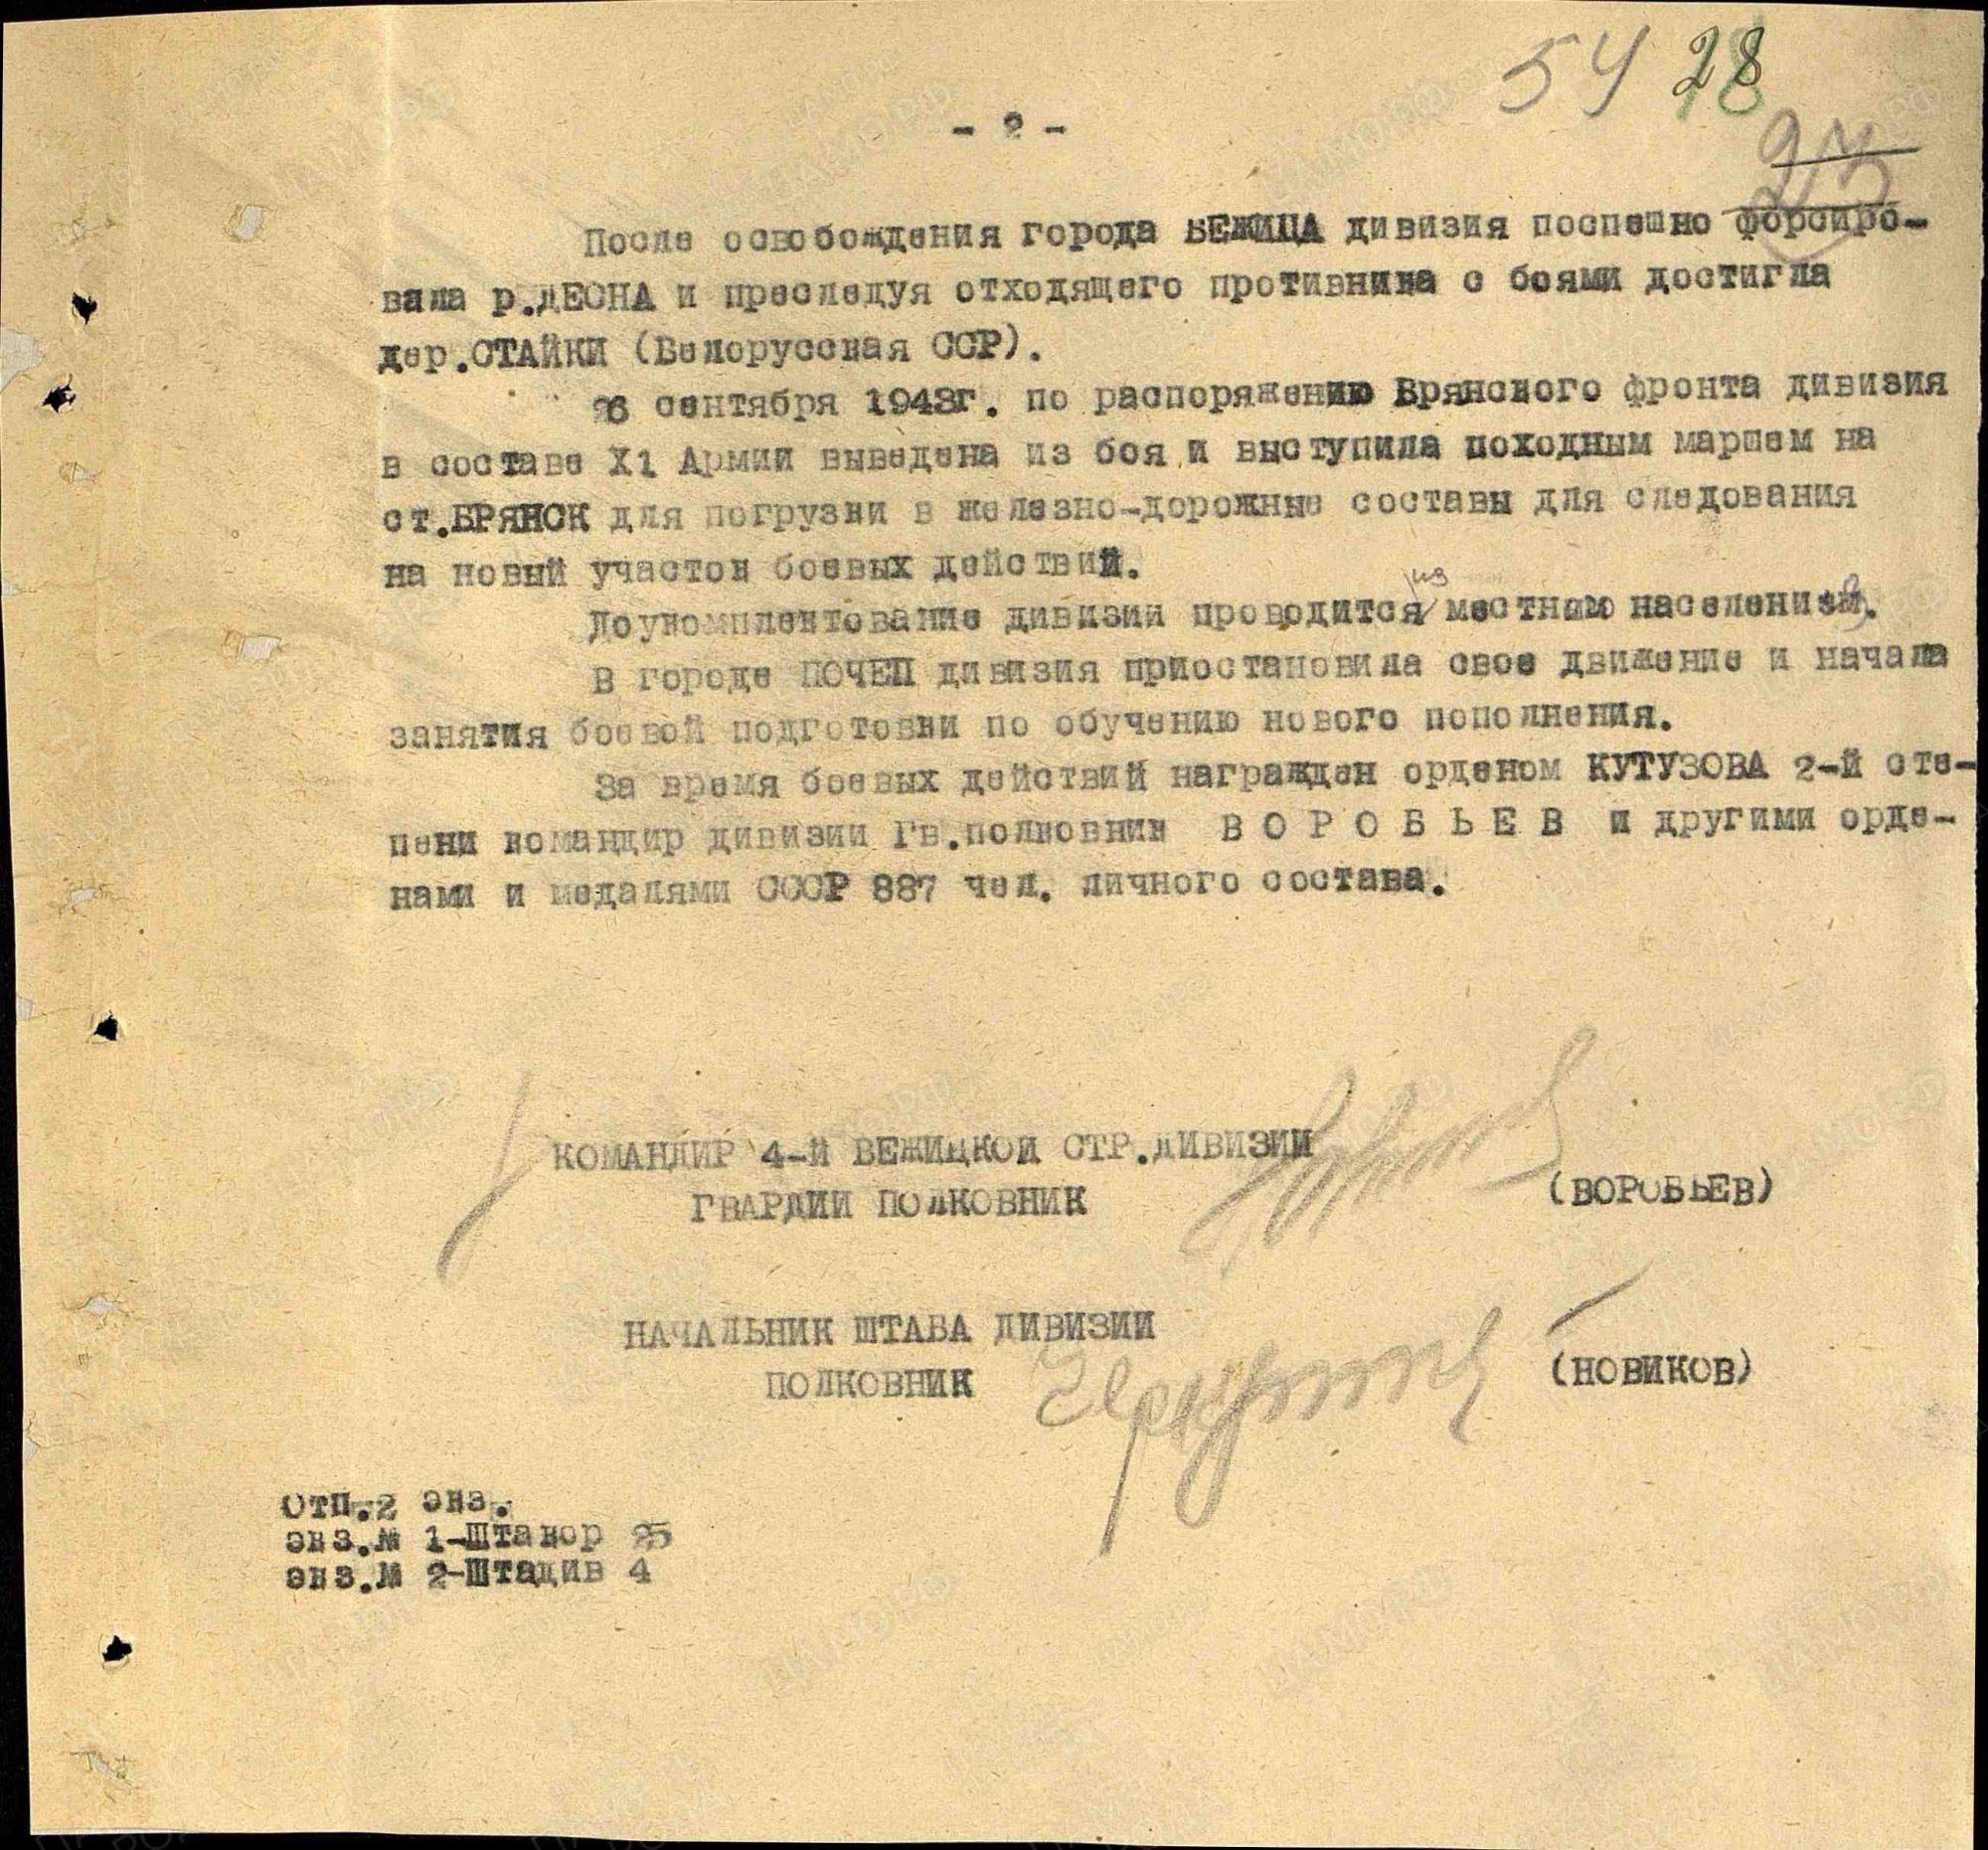 54 28
- 2 -
После освобождения города БЕЖИЦА дивизия поспешно форсиро-
вала р.ДЕСНА и преследуя отходящего противника с боями достигла
дер.СТАЙКИ (Белорусская ССР).
26 сентября 1943г. по распоряжению Брянского фронта дивизия
в составе X1 Армии выведена из боя и выступила походным маршем на
ст.БРЯНСК для погрузки в железно-дорожные составы для следования
на новый участок боевых действий.
из
Доукомплектование дивизии проводится местным населением.
В городе ПОЧЕП дивизия приостановила свое движение и начала
занятия боевой подготовки по обучению нового пополнения.
За время боевых действий награжден орденом КУТУЗОВА 2-й сте-
пени командир дивизии Гв.полковник В О Р О Б Ь Е В и другими орде-
нами и медалями СССР 887 чел. личного состава.
КОМАНДИР 4-Й БЕЖИЦКОЙ СТР.ДИВИЗИИ
ГВАРДИИ ПОЛКОВНИК (ВОРОБЬЕВ)
НАЧАЛЬНИК ШТАБА ДИВИЗИИ
ПОЛКОВНИК (НОВИКОВ)
Отп.2 экз.
экз.№ 1-Штакор 25
экз.№ 2-Штадив 4